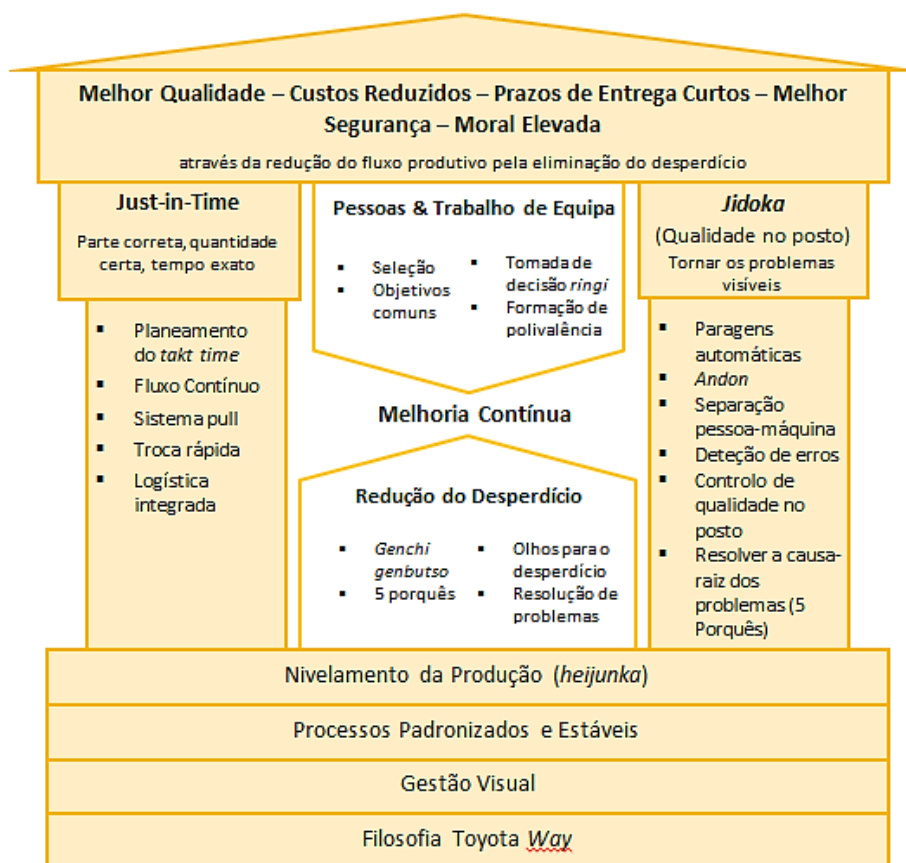 Melhor Qualidade – Custos Reduzidos – Prazos de Entrega Curtos – Melhor
Segurança – Moral Elevada
através da redução do fluxo produtivo pela eliminação do desperdício
Just-in-Time
Parte correta, quantidade
certa, tempo exato
▪ Planeamento
do takt time
▪ Fluxo Contínuo
▪ Sistema pull
▪ Troca rápida
▪ Logística
integrada
Pessoas & Trabalho de Equipa
▪ Seleção
▪ Objetivos
comuns
▪ Tomada de
decisão ringi
▪ Formação de
polivalência
Melhoria Contínua
Redução do Desperdício
▪ Genchi
genbutso
▪ 5 porquês
▪ Olhos para o
desperdício
▪ Resolução de
problemas
Jidoka
(Qualidade no posto)
Tornar os problemas
visíveis
▪ Paragens
automáticas
▪ Andon
▪ Separação
pessoa-máquina
▪ Deteção de erros
▪ Controlo de
qualidade no
posto
▪ Resolver a causa-
raiz dos
problemas (5
Porquês)
Nivelamento da Produção (heijunka)
Processos Padronizados e Estáveis
Gestão Visual
Filosofia Toyota Way